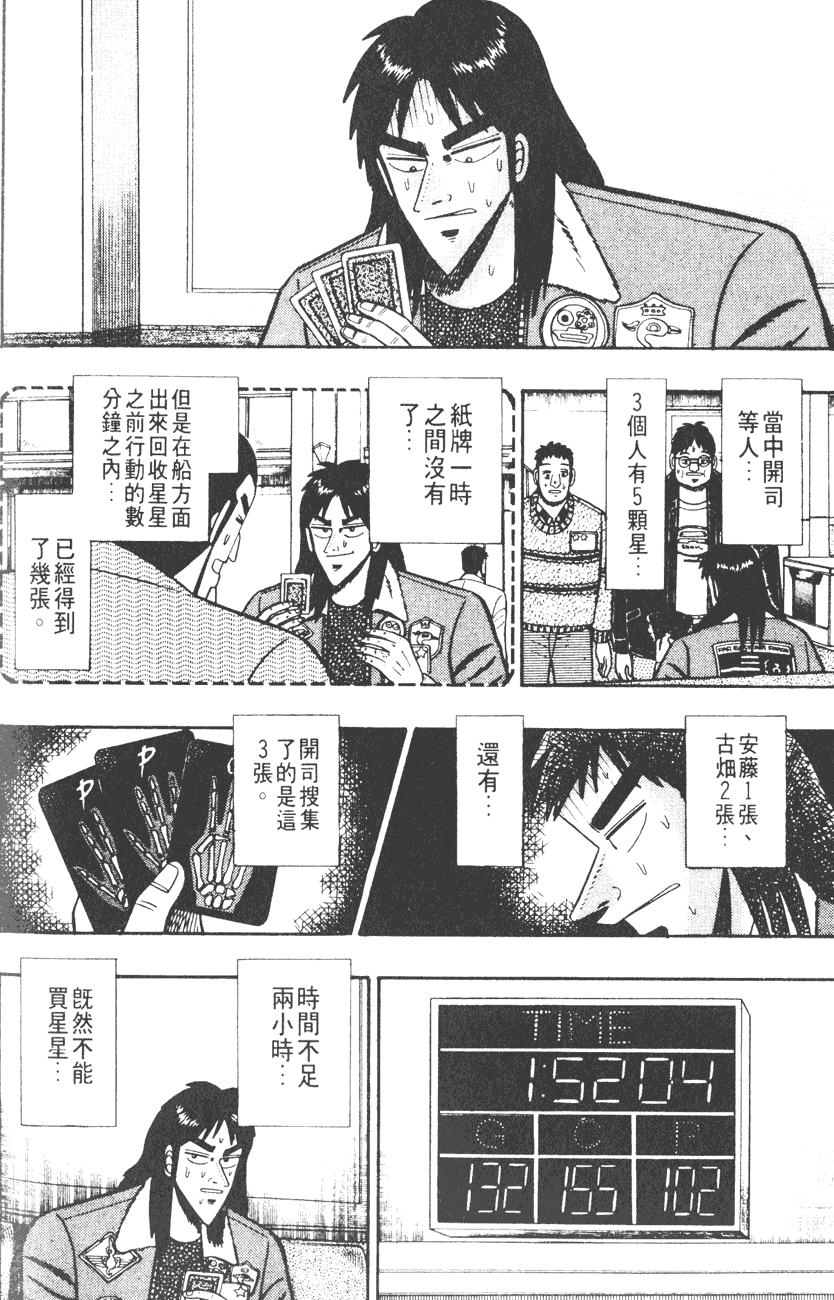 當中開司
等人…
3個人有5顆星…
紙牌一時
之間沒有
了…
但是在船方面
出來回收星星
之前行動的數
分鐘之內…
已經得到
了幾張。
安藤1張、
古畑2張…
還有…
開司搜集
了的是這
3張。
TIME
1:5204
G C P
132 155 102
時間不足
兩小時…
既然不能
買星星…